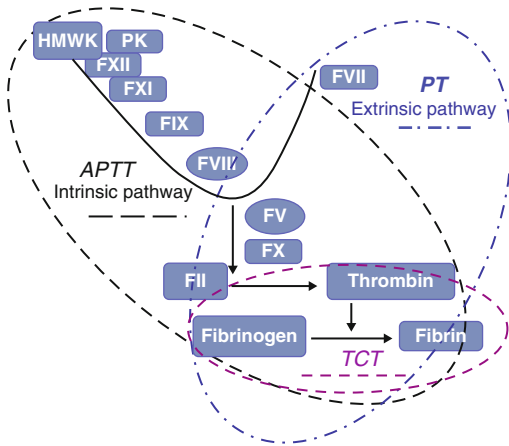 HMWK
PK
FXII
FXI
FIX
FVIII
FVII
PT
Extrinsic pathway
APTT
Intrinsic pathway
FV
FX
FII
Thrombin
Fibrinogen
Fibrin
TCT